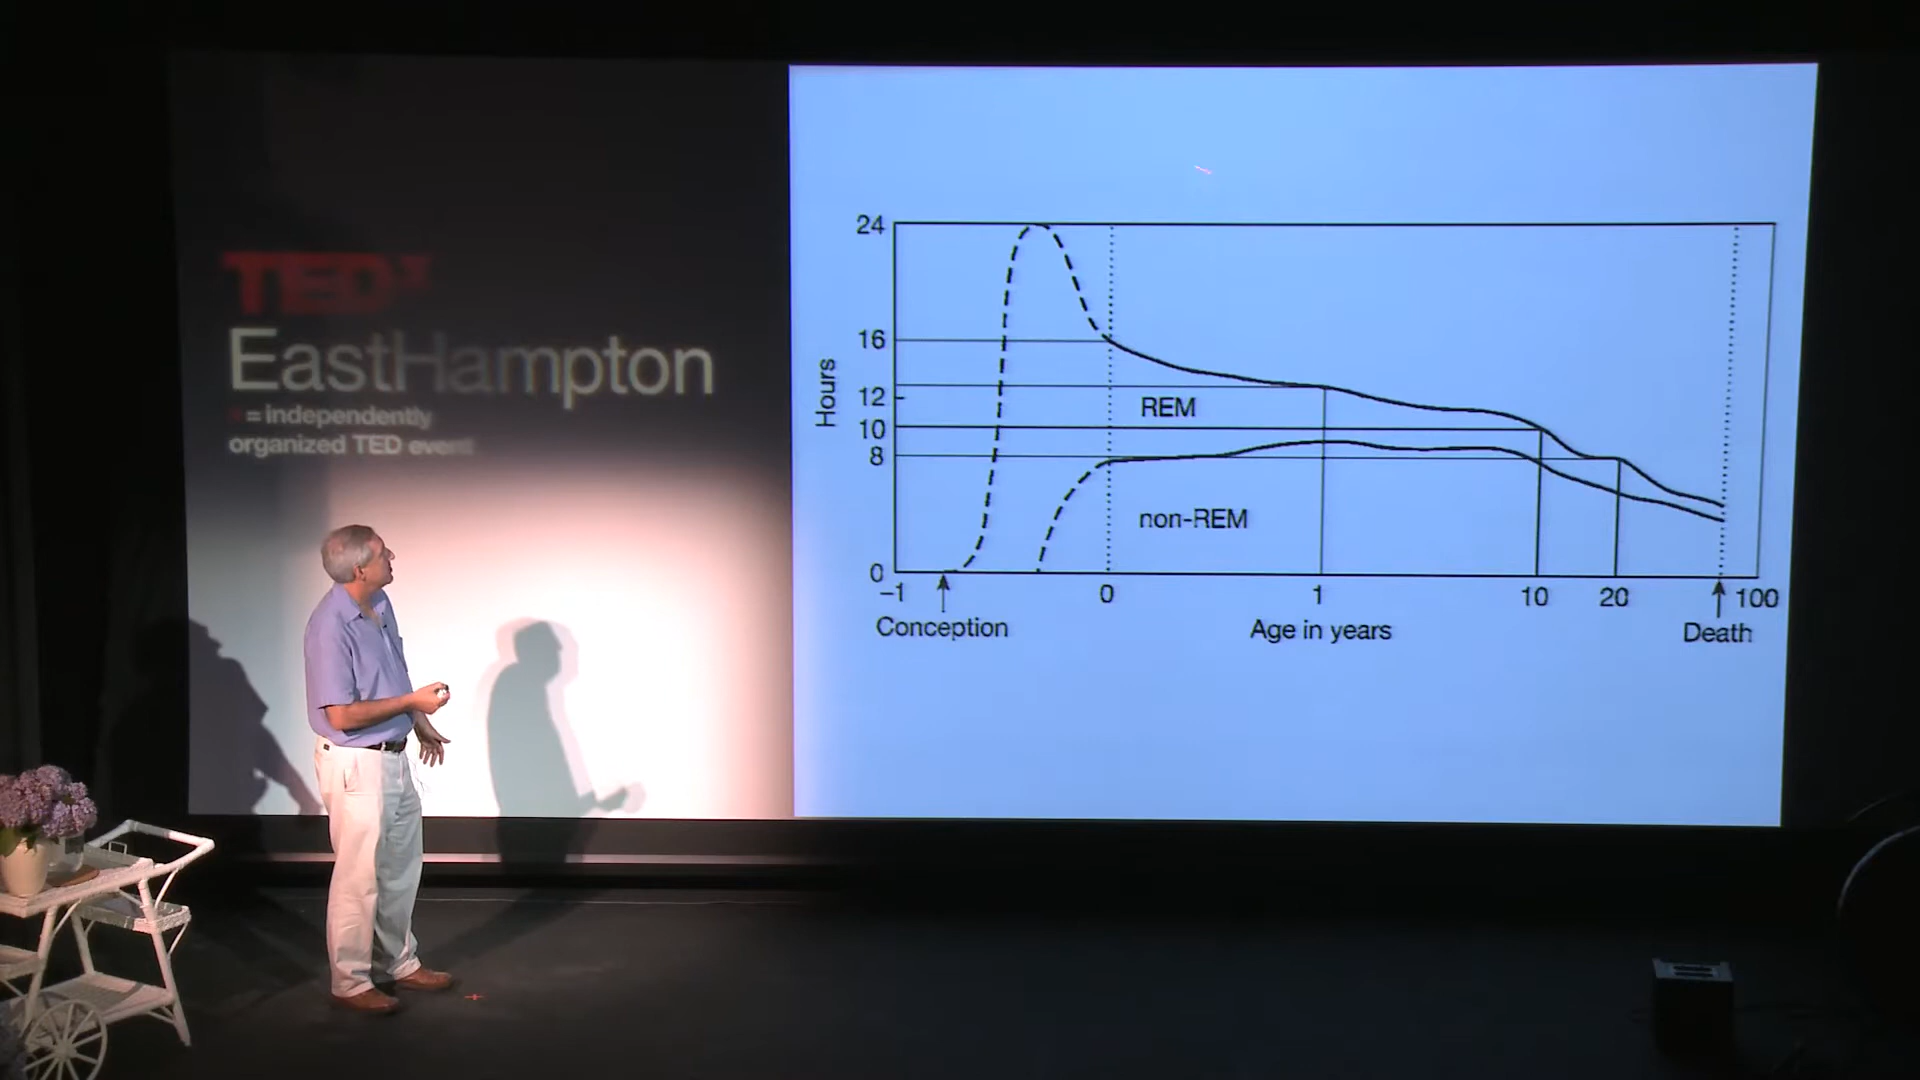 TEDx
EastHampton
x = independently
organized TED event
24
16
12
10
8
0
Hours
REM
non-REM
–1
0
1
10
20
100
Conception
Age in years
Death